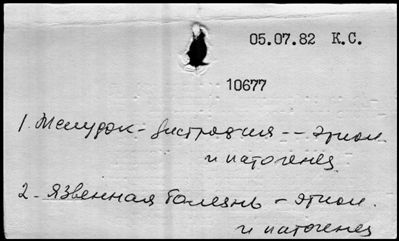 05.07.82 К.С.
10677
1. Желудок - дистрофия -- этиол.
и патогенез
2. Язвенная болезнь - этиол.
и патогенез